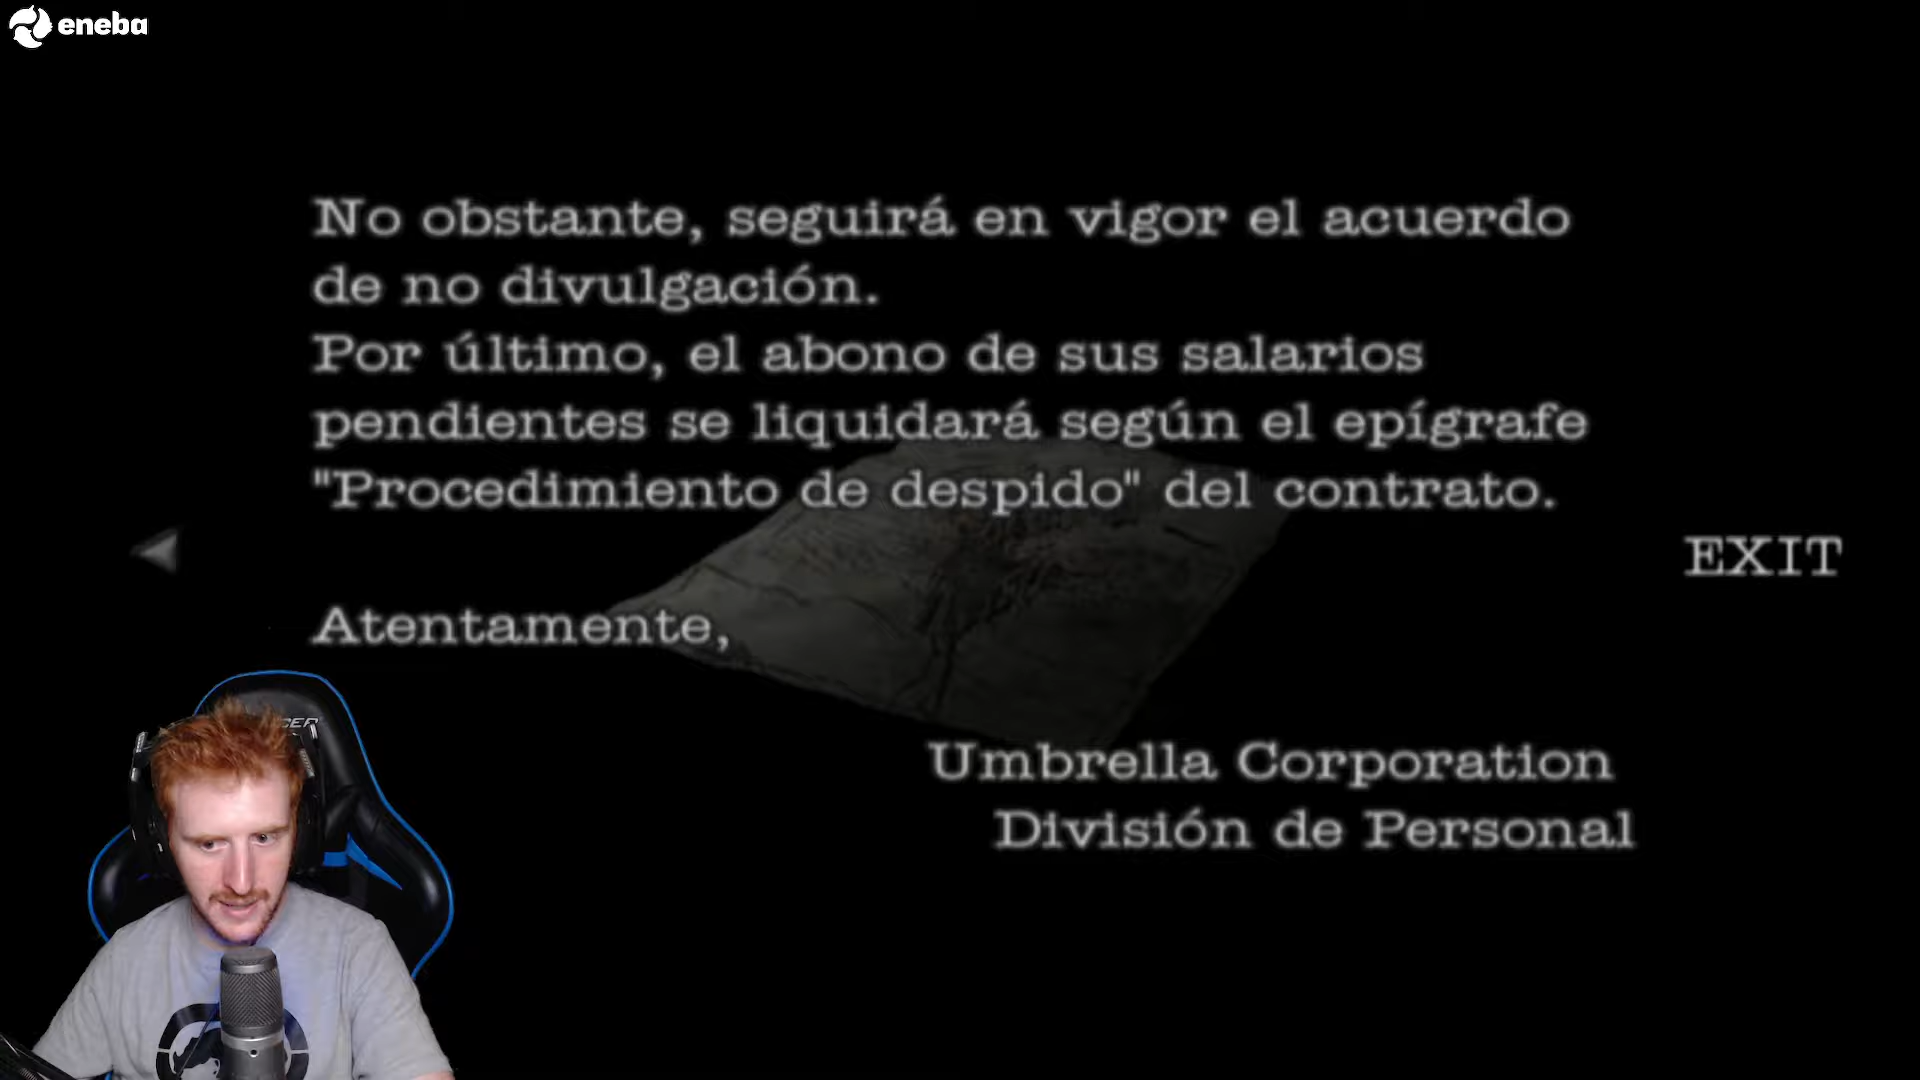 eneba
No obstante, seguirá en vigor el acuerdo
de no divulgación.
Por último, el abono de sus salarios
pendientes se liquidará según el epígrafe
"Procedimiento de despido" del contrato.
EXIT
Atentamente,
Umbrella Corporation
División de Personal